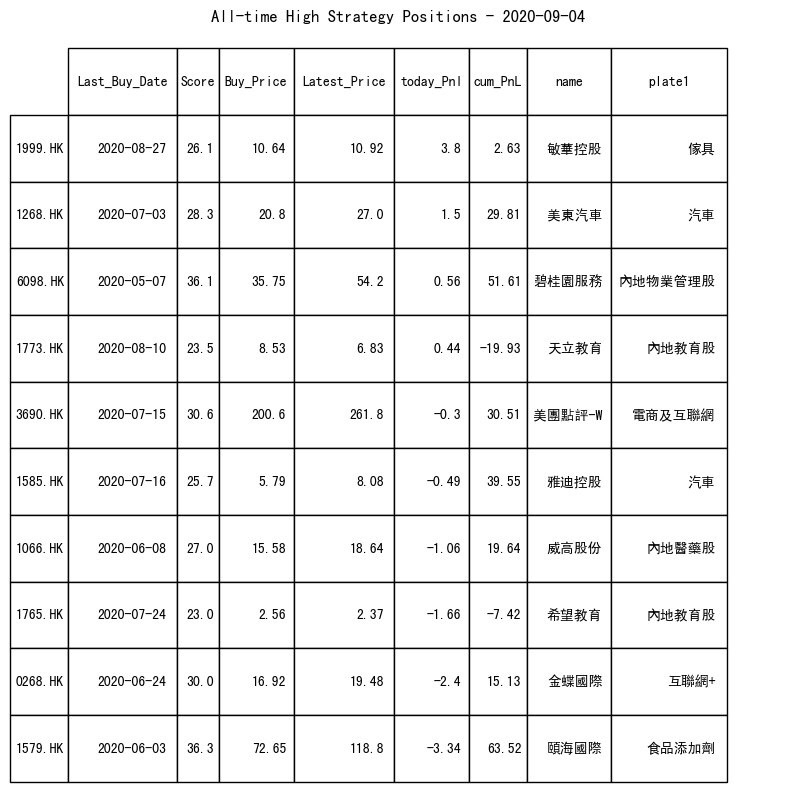 All-time High Strategy Positions - 2020-09-04
Last_Buy_Date Score Buy_Price Latest_Price today_Pnl cum_PnL name plate1
1999.HK 2020-08-27 26.1 10.64 10.92 3.8 2.63 敏華控股 傢具
1268.HK 2020-07-03 28.3 20.8 27.0 1.5 29.81 美東汽車 汽車
6098.HK 2020-05-07 36.1 35.75 54.2 0.56 51.61 碧桂園服務 內地物業管理股
1773.HK 2020-08-10 23.5 8.53 6.83 0.44 -19.93 天立教育 內地教育股
3690.HK 2020-07-15 30.6 200.6 261.8 -0.3 30.51 美團點評-W 電商及互聯網
1585.HK 2020-07-16 25.7 5.79 8.08 -0.49 39.55 雅迪控股 汽車
1066.HK 2020-06-08 27.0 15.58 18.64 -1.06 19.64 威高股份 內地醫藥股
1765.HK 2020-07-24 23.0 2.56 2.37 -1.66 -7.42 希望教育 內地教育股
0268.HK 2020-06-24 30.0 16.92 19.48 -2.4 15.13 金蝶國際 互聯網+
1579.HK 2020-06-03 36.3 72.65 118.8 -3.34 63.52 頤海國際 食品添加劑